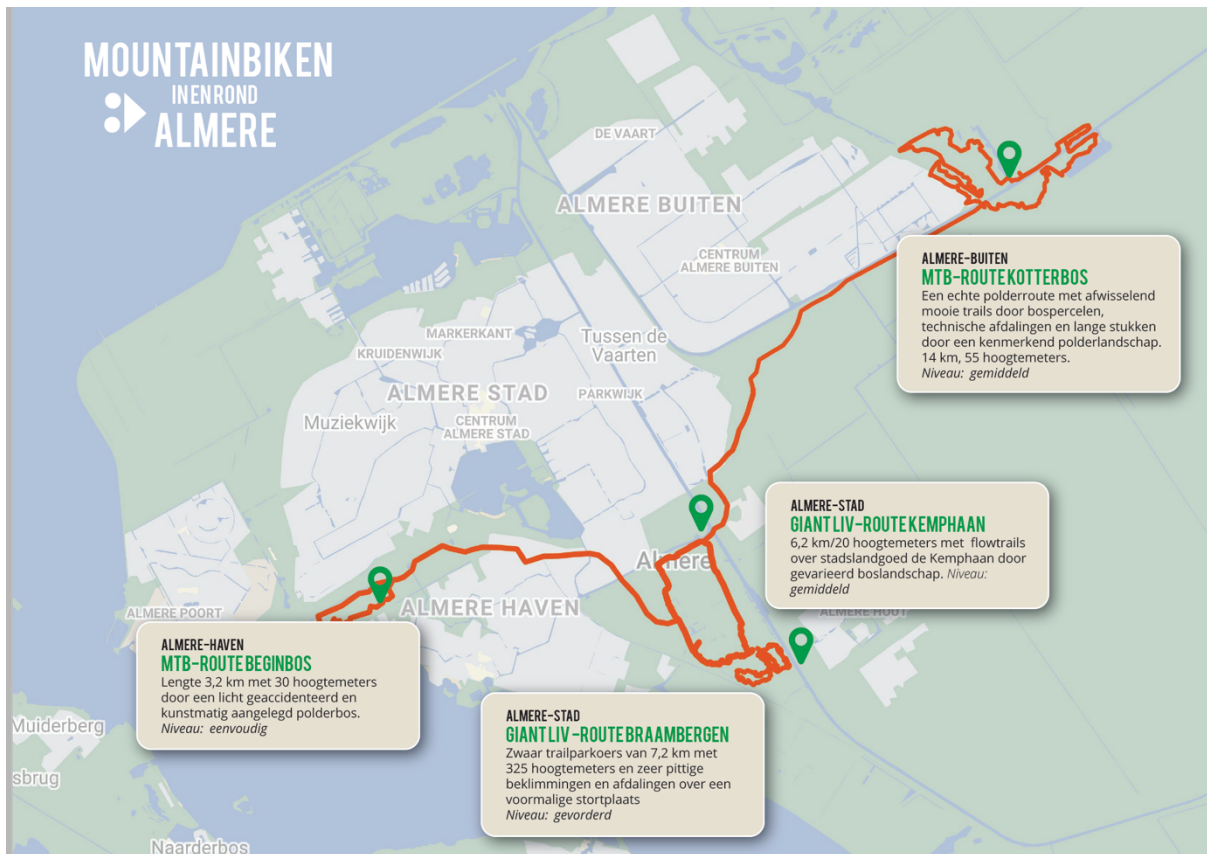 MOUNTAINBIKEN
IN EN ROND
ALMERE
DE VAART
ALMERE BUITEN
CENTRUM
ALMERE BUITEN
ALMERE-BUITEN
MTB-ROUTE KOTTERBOS
Een echte polderroute met afwisselend
mooie trails door bospercelen,
technische afdalingen en lange stukken
door een kenmerkend polderlandschap.
14 km, 55 hoogtemeters.
Niveau: gemiddeld
MARKERKANT
KRUIDENWIJK
Tussen de
Vaarten
ALMERE STAD
PARKWIJK
Muziekwijk
CENTRUM
ALMERE STAD
ALMERE-STAD
GIANT LIV-ROUTE KEMPHAAN
6,2 km/20 hoogtemeters met flowtrails
over stadslandgoed de Kemphaan door
gevarieerd boslandschap. Niveau:
gemiddeld
Almere
ALMERE HAVEN
ALMERE POORT
ALMERE HOUT
ALMERE-HAVEN
MTB-ROUTE BEGINBOS
Lengte 3,2 km met 30 hoogtemeters
door een licht geaccidenteerd en
kunstmatig aangelegd polderbos.
Niveau: eenvoudig
ALMERE-STAD
GIANT LIV-ROUTE BRAAMBERGEN
Zwaar trailparkoers van 7,2 km met
325 hoogtemeters en zeer pittige
beklimmingen en afdalingen over een
voormalige stortplaats
Niveau: gevorderd
Muiderberg
sbrug
Naarderbos